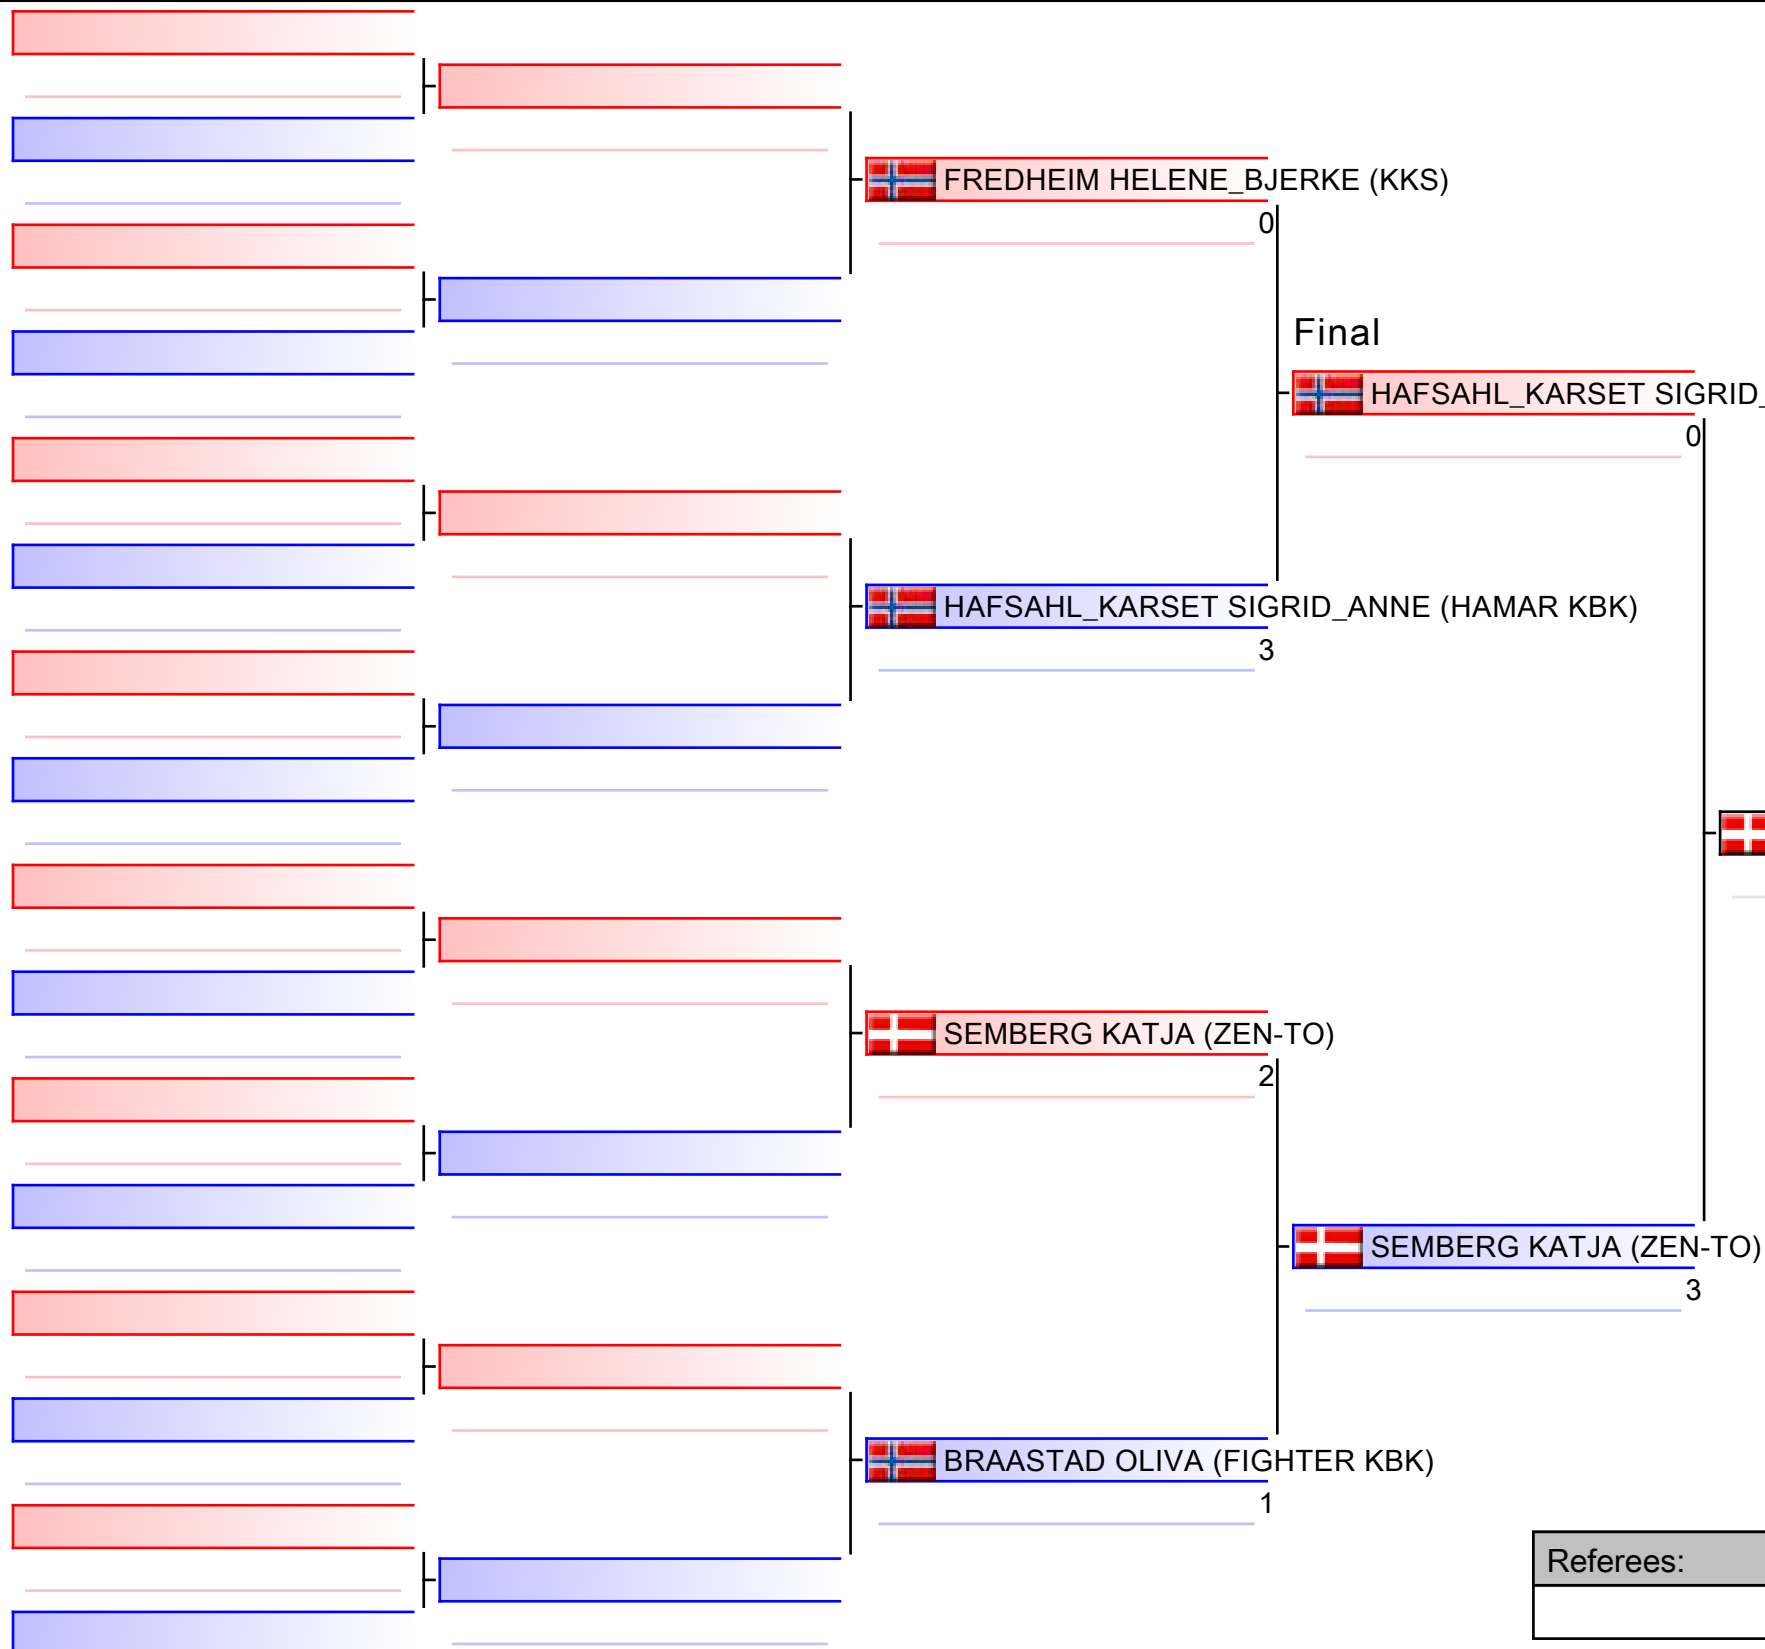 FREDHEIM HELENE_BJERKE (KKS)
0
Final
HAFSAHL_KARSET SIGRID_
0
HAFSAHL_KARSET SIGRID_ANNE (HAMAR KBK)
3
SEMBERG KATJA (ZEN-TO)
2
SEMBERG KATJA (ZEN-TO)
3
BRAASTAD OLIVA (FIGHTER KBK)
1
Referees: